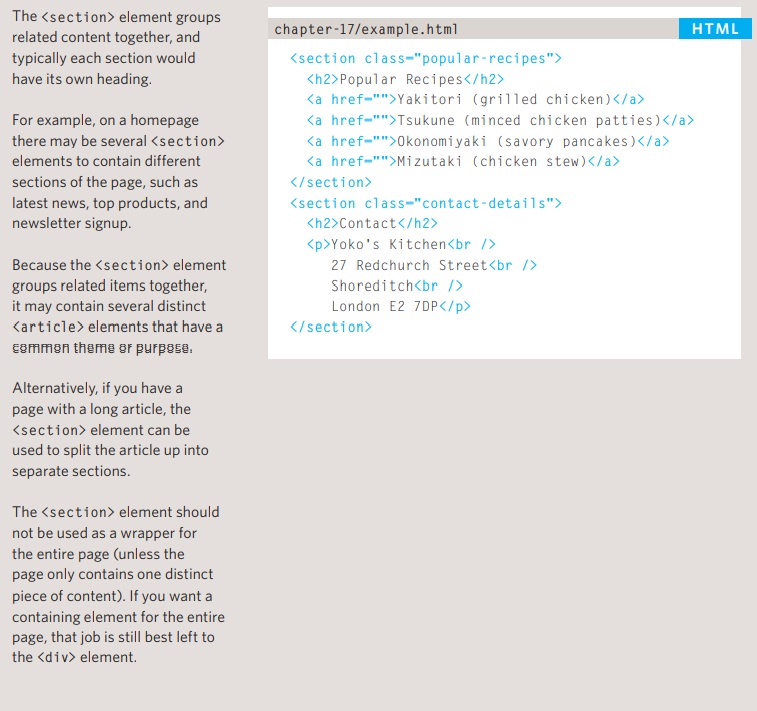 The <section> element groups
related content together, and
typically each section would
have its own heading.
For example, on a homepage
there may be several <section>
elements to contain different
sections of the page, such as
latest news, top products, and
newsletter signup.
Because the <section> element
groups related items together,
it may contain several distinct
<article> elements that have a
common theme or purpose.
Alternatively, if you have a
page with a long article, the
<section> element can be
used to split the article up into
separate sections.
The <section> element should
not be used as a wrapper for
the entire page (unless the
page only contains one distinct
piece of content). If you want a
containing element for the entire
page, that job is still best left to
the <div> element.
chapter-17/example.html
HTML
<section class="popular-recipes">
<h2>Popular Recipes</h2>
<a href="">Yakitori (grilled chicken)</a>
<a href="">Tsukune (minced chicken patties)</a>
<a href="">Okonomiyaki (savory pancakes)</a>
<a href="">Mizutaki (chicken stew)</a>
</section>
<section class="contact-details">
<h2>Contact</h2>
<p>Yoko's Kitchen<br />
27 Redchurch Street<br />
Shoreditch<br />
London E2 7DP</p>
</section>